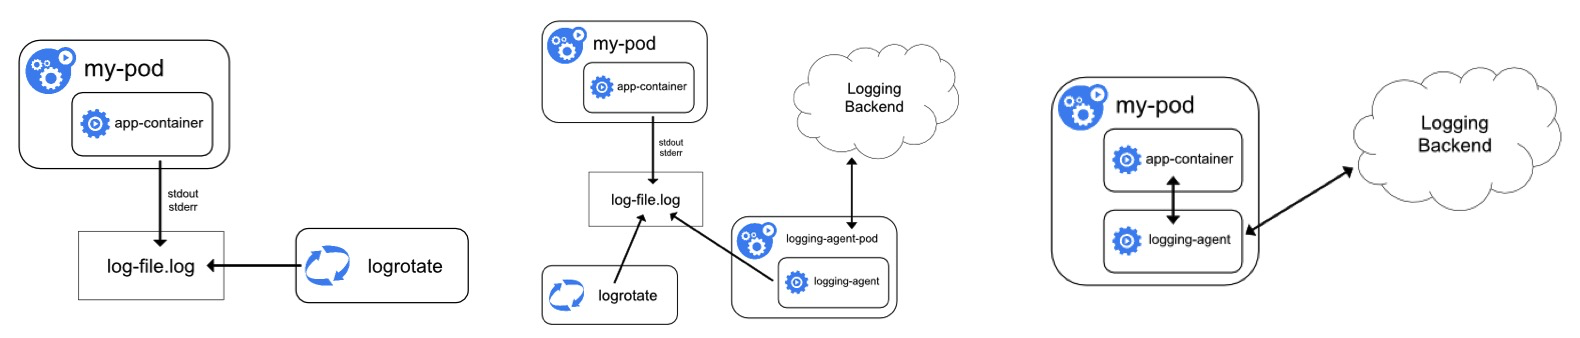 my-pod
app-container
stdout
stderr
log-file.log
logrotate
my-pod
app-container
stdout
stderr
log-file.log
logrotate
Logging
Backend
logging-agent-pod
logging-agent
my-pod
app-container
logging-agent
Logging
Backend